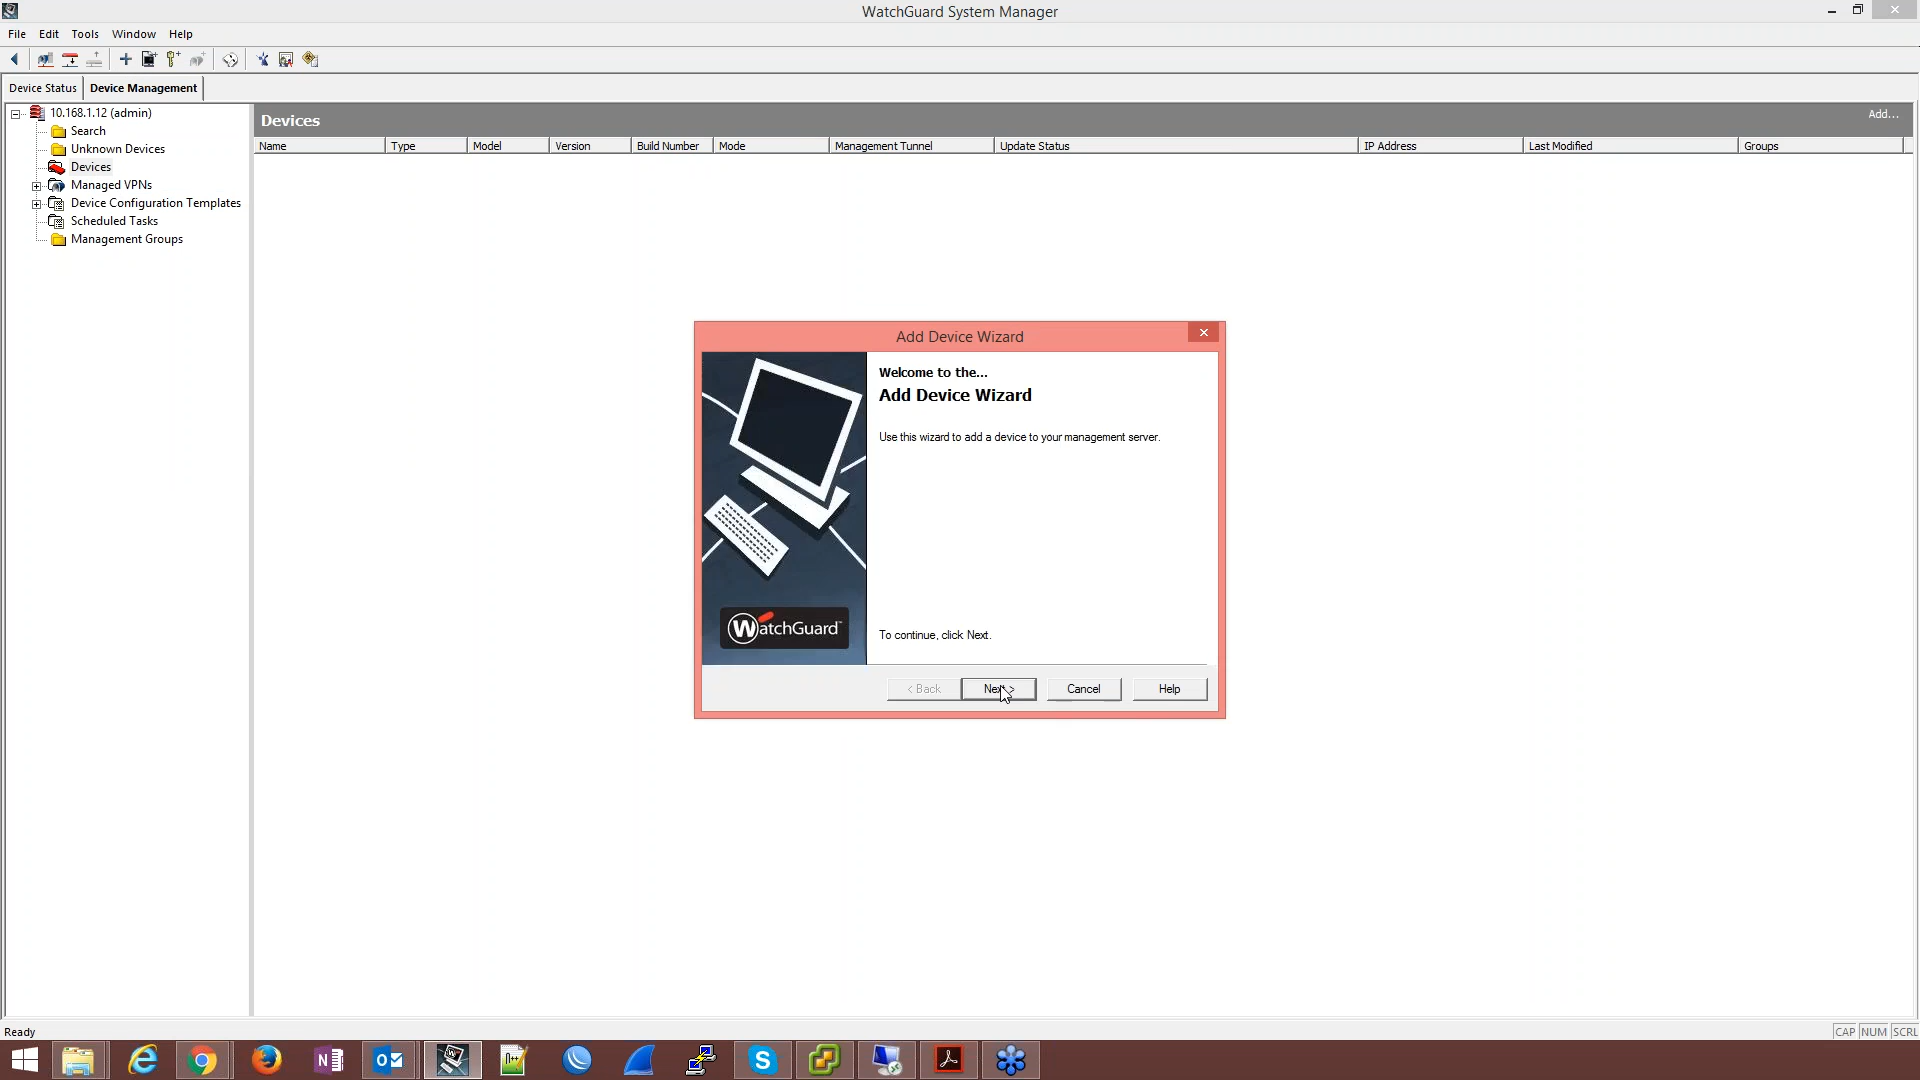 WatchGuard System Manager
File Edit Tools Window Help
Device Status Device Management
10.168.1.12 (admin)
Search
Unknown Devices
Devices
Managed VPNs
Device Configuration Templates
Scheduled Tasks
Management Groups
Devices Add...
Name Type Model Version Build Number Mode Management Tunnel Update Status IP Address Last Modified Groups
Add Device Wizard
Welcome to the...
Add Device Wizard
Use this wizard to add a device to your management server.
WatchGuard
To continue, click Next.
< Back Next > Cancel Help
Ready CAP NUM SCRL